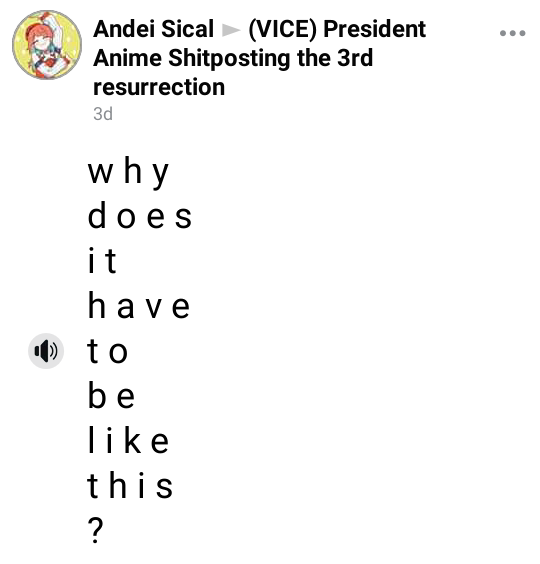 Andei Sical ▶ (VICE) President
Anime Shitposting the 3rd
resurrection
3d
w h y
d o e s
i t
h a v e
t o
b e
l i k e
t h i s
?